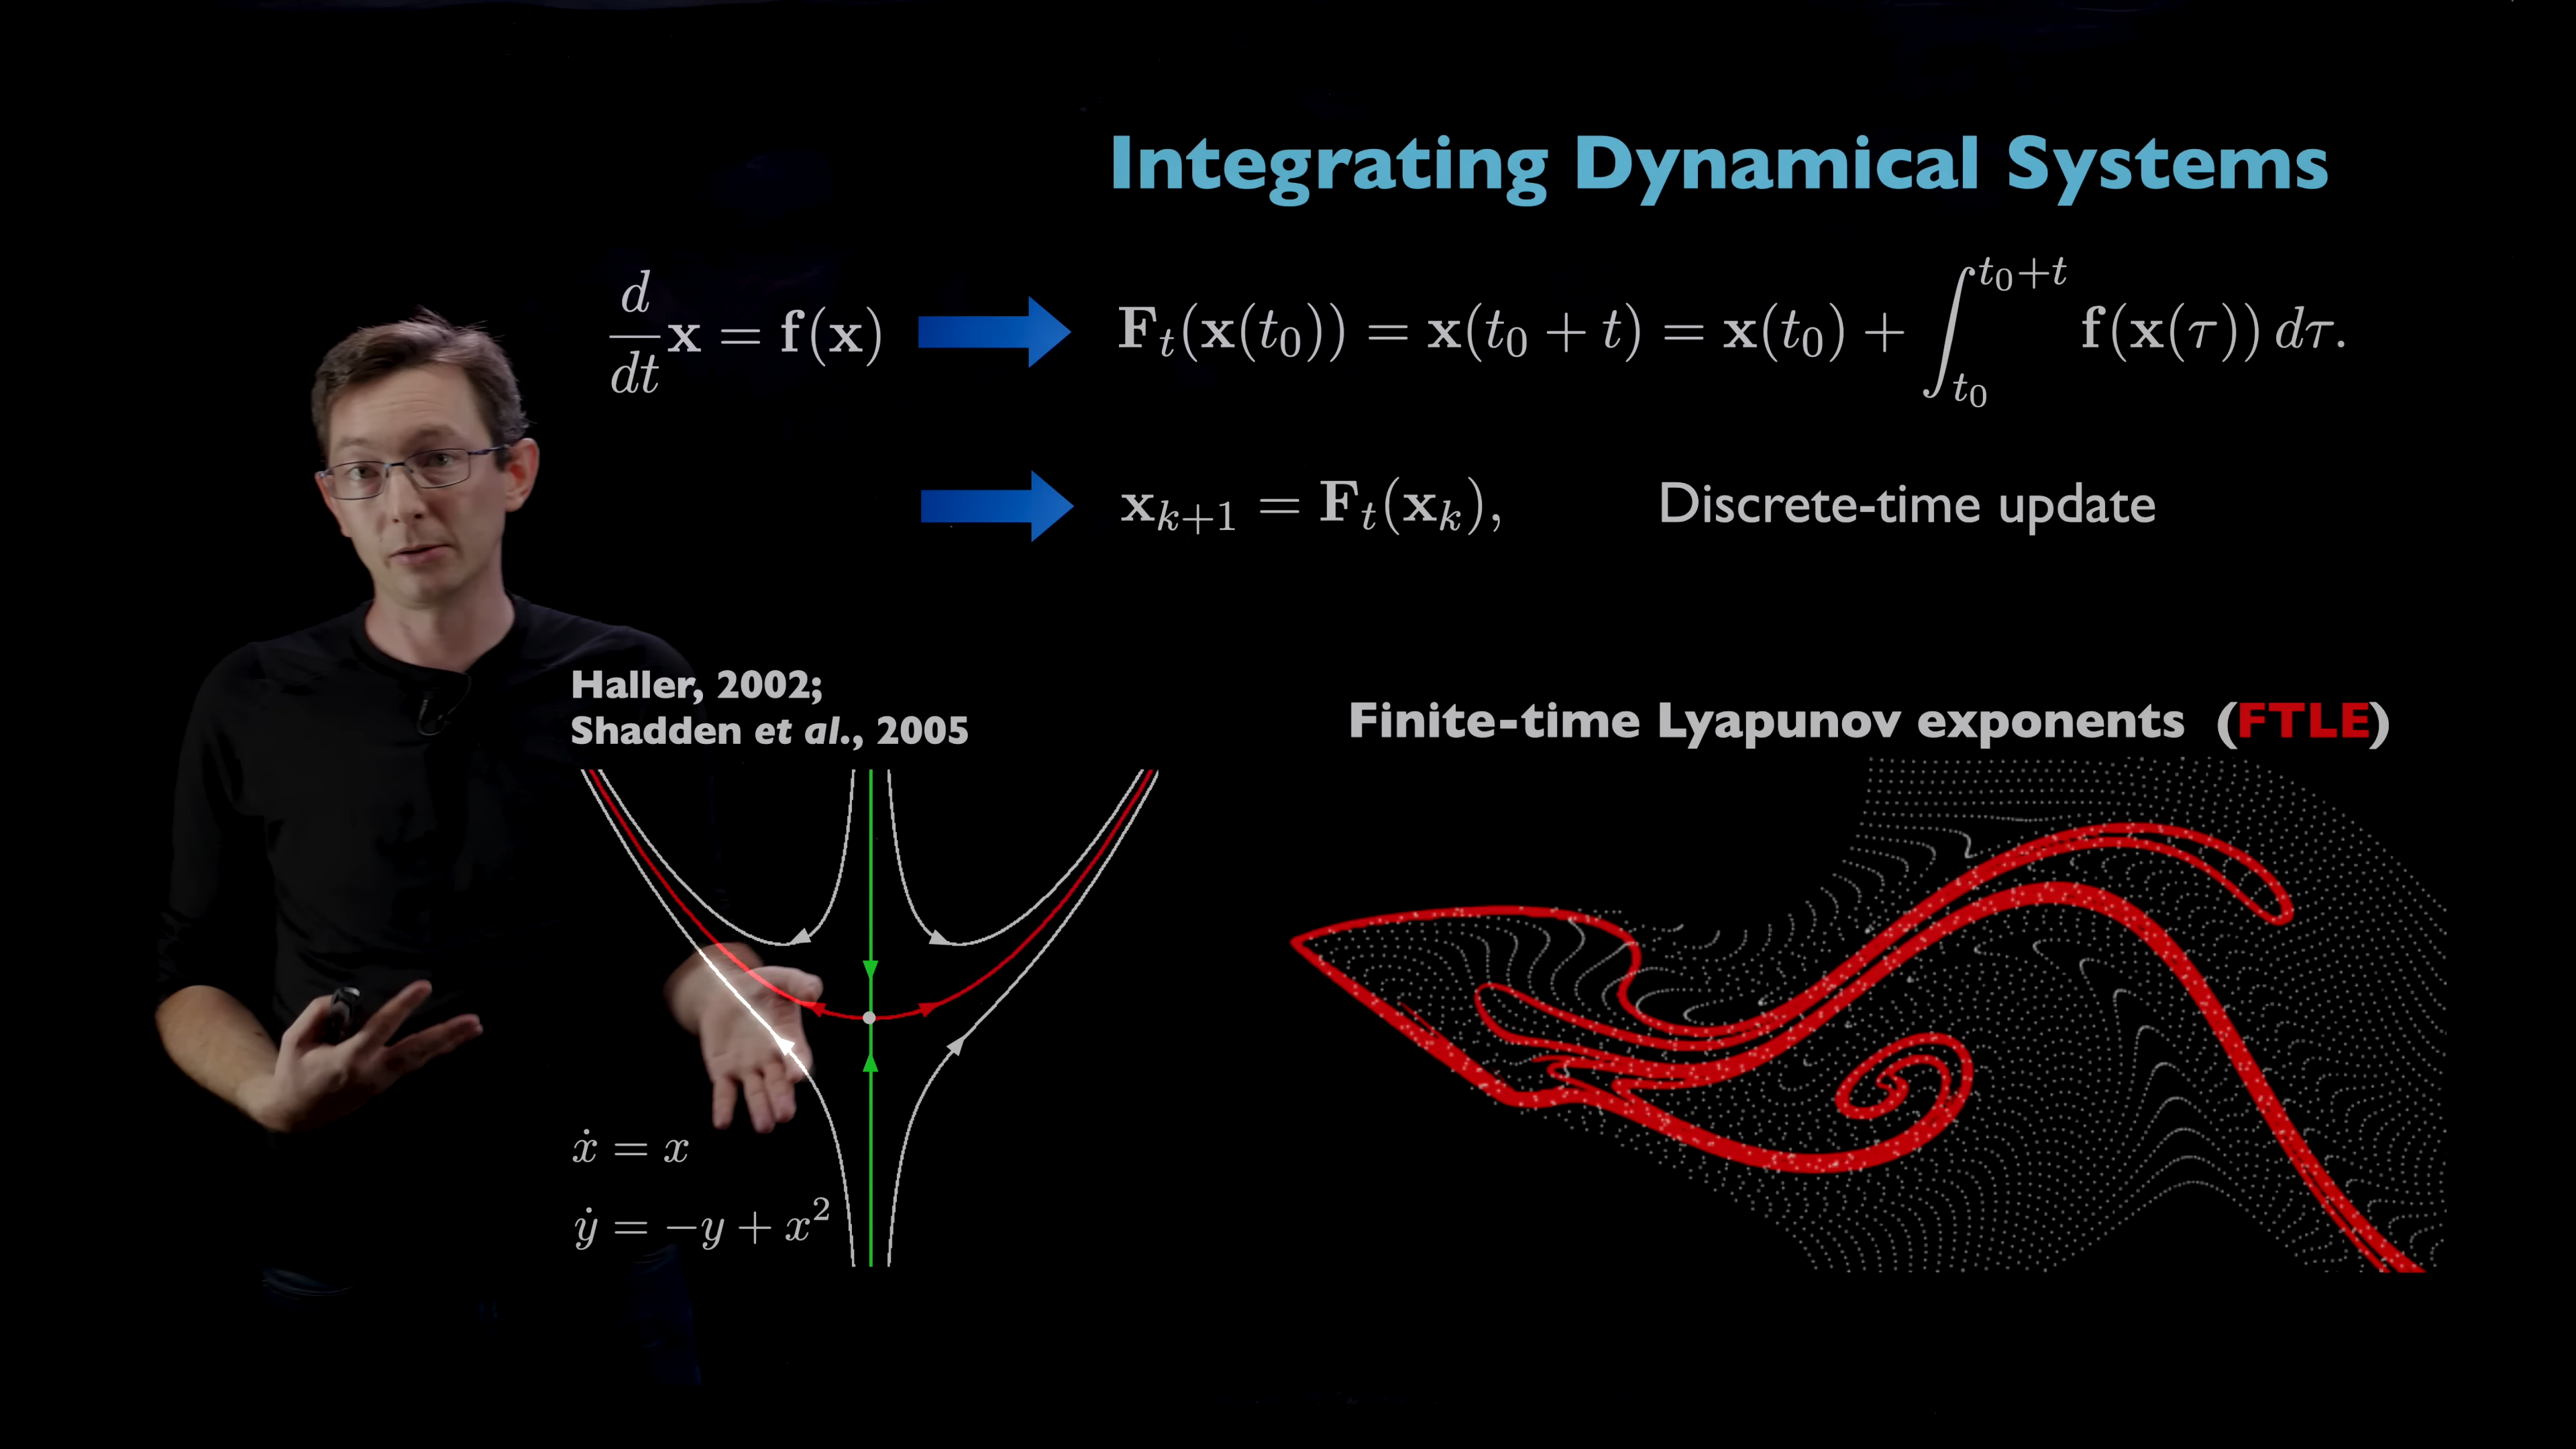 Integrating Dynamical Systems
d/dt x = f(x) F_t(x(t_0)) = x(t_0 + t) = x(t_0) + ∫_{t_0}^{t_0+t} f(x(τ)) dτ.
x_{k+1} = F_t(x_k), Discrete-time update
Haller, 2002;
Shadden et al., 2005
Finite-time Lyapunov exponents (FTLE)
ẋ = x
ẏ = −y + x²